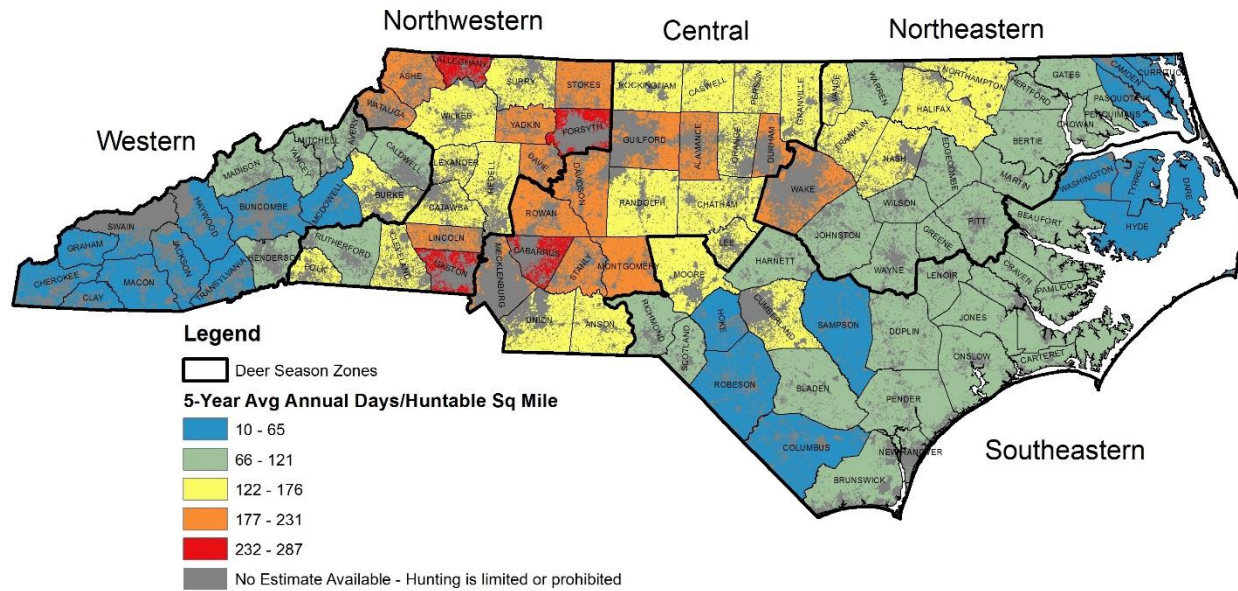 Northwestern
Central
Northeastern
Western
Southeastern
ALLEGHANY
ASHE
SURRY
STOKES
ROCKINGHAM
CASWELL
PERSON
GRANVILLE
VANCE
WARREN
NORTHAMPTON
GATES
CAMDEN
CURRITUCK
HERTFORD
PASQUOTANK
PERQUIMANS
CHOWAN
HALIFAX
WATAUGA
WILKES
YADKIN
FORSYTH
GUILFORD
ALAMANCE
ORANGE
DURHAM
FRANKLIN
NASH
EDGECOMBE
BERTIE
MARTIN
WASHINGTON
TYRRELL
DARE
HYDE
BEAUFORT
AVERY
MITCHELL
YANCEY
MADISON
CALDWELL
ALEXANDER
IREDELL
DAVIE
DAVIDSON
RANDOLPH
CHATHAM
WAKE
WILSON
PITT
GREENE
JOHNSTON
WAYNE
LENOIR
CRAVEN
PAMLICO
JONES
CARTERET
ONSLOW
DUPLIN
SAMPSON
HARNETT
LEE
MOORE
MONTGOMERY
STANLY
ROWAN
CABARRUS
MECKLENBURG
CATAWBA
LINCOLN
GASTON
CLEVELAND
BURKE
MCDOWELL
RUTHERFORD
POLK
HENDERSON
BUNCOMBE
HAYWOOD
SWAIN
GRAHAM
CHEROKEE
CLAY
MACON
JACKSON
TRANSYLVANIA
UNION
ANSON
RICHMOND
SCOTLAND
HOKE
CUMBERLAND
ROBESON
BLADEN
PENDER
NEW HANOVER
COLUMBUS
BRUNSWICK
Legend
Deer Season Zones
5-Year Avg Annual Days/Huntable Sq Mile
10 - 65
66 - 121
122 - 176
177 - 231
232 - 287
No Estimate Available - Hunting is limited or prohibited